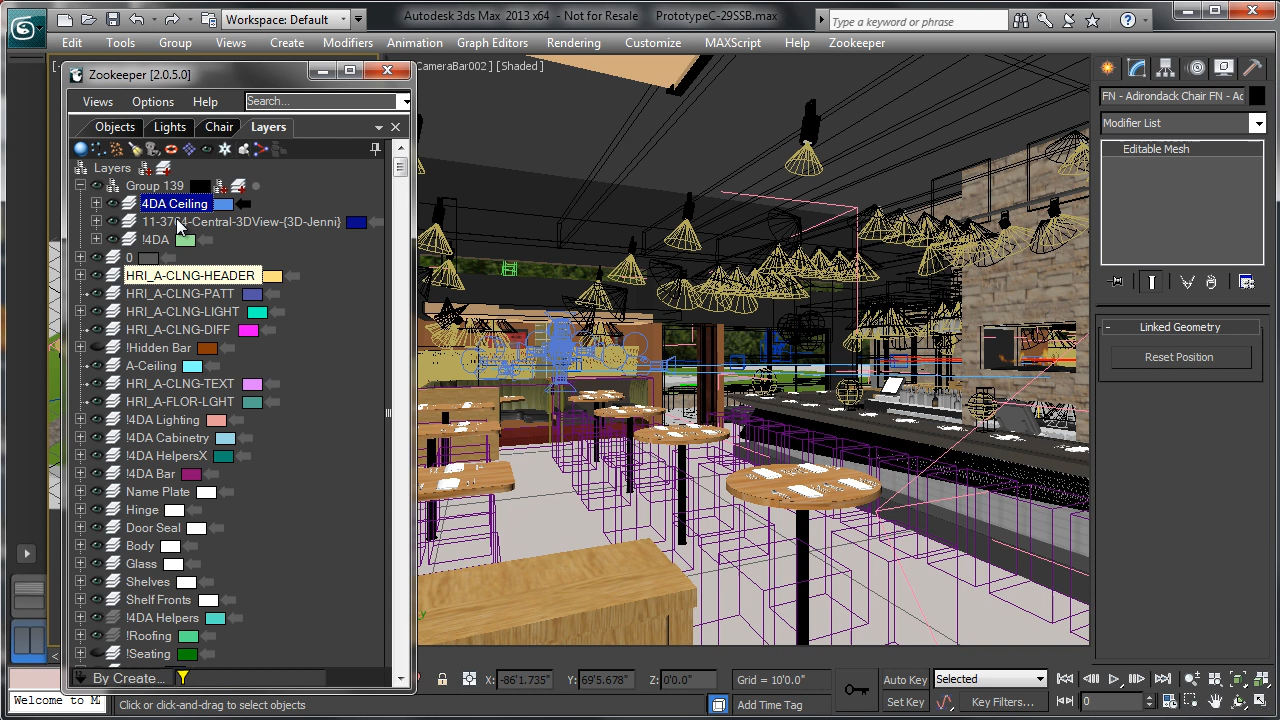 Workspace: Default
Autodesk 3ds Max 2013 x64 - Not for Resale PrototypeC-29SSB.max
Type a keyword or phrase
Edit Tools Group Views Create Modifiers Animation Graph Editors Rendering Customize MAXScript Help Zookeeper
CameraBar002 ] [Shaded ]
Zookeeper [2.0.5.0]
Views Options Help Search...
Objects Lights Chair Layers
Layers
Group 139
4DA Ceiling
-Central-3DView-{3D-Jenni}
!4DA
0
HRI_A-CLNG-HEADER
HRI_A-CLNG-PATT
HRI_A-CLNG-LIGHT
HRI_A-CLNG-DIFF
!Hidden Bar
A-Ceiling
HRI_A-CLNG-TEXT
HRI_A-FLOR-LGHT
!4DA Lighting
!4DA Cabinetry
!4DA HelpersX
!4DA Bar
Name Plate
Hinge
Door Seal
Body
Glass
Shelves
Shelf Fronts
!4DA Helpers
!Roofing
!Seating
By Create...
FN - Adirondack Chair FN - Ac
Modifier List
Editable Mesh
- Linked Geometry
Reset Position
X: -86'1.735" Y: 69'5.678" Z: 0'0.0" Grid = 10'0.0"
Auto Key Selected
Welcome to M
Click or click-and-drag to select objects
Add Time Tag
Set Key Key Filters... 0